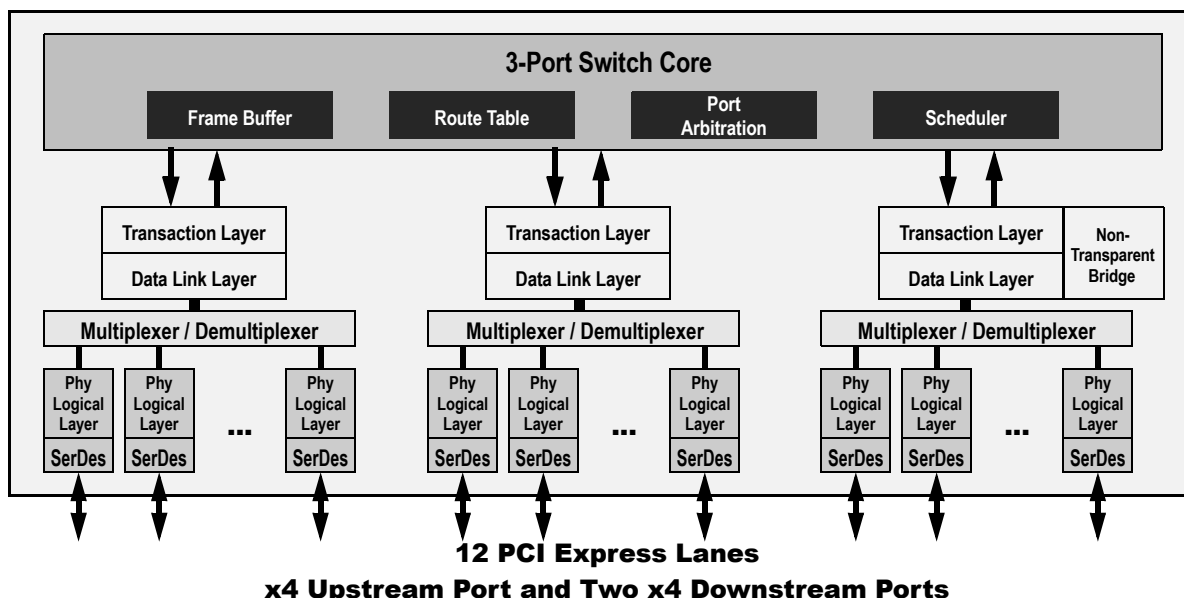 3-Port Switch Core
Frame Buffer
Route Table
Port
Arbitration
Scheduler
Transaction Layer
Data Link Layer
Transaction Layer
Data Link Layer
Transaction Layer
Data Link Layer
Non-
Transparent
Bridge
Multiplexer / Demultiplexer
Multiplexer / Demultiplexer
Multiplexer / Demultiplexer
Phy
Logical
Layer
SerDes
Phy
Logical
Layer
SerDes
...
Phy
Logical
Layer
SerDes
Phy
Logical
Layer
SerDes
Phy
Logical
Layer
SerDes
...
Phy
Logical
Layer
SerDes
Phy
Logical
Layer
SerDes
Phy
Logical
Layer
SerDes
...
Phy
Logical
Layer
SerDes
12 PCI Express Lanes
x4 Upstream Port and Two x4 Downstream Ports